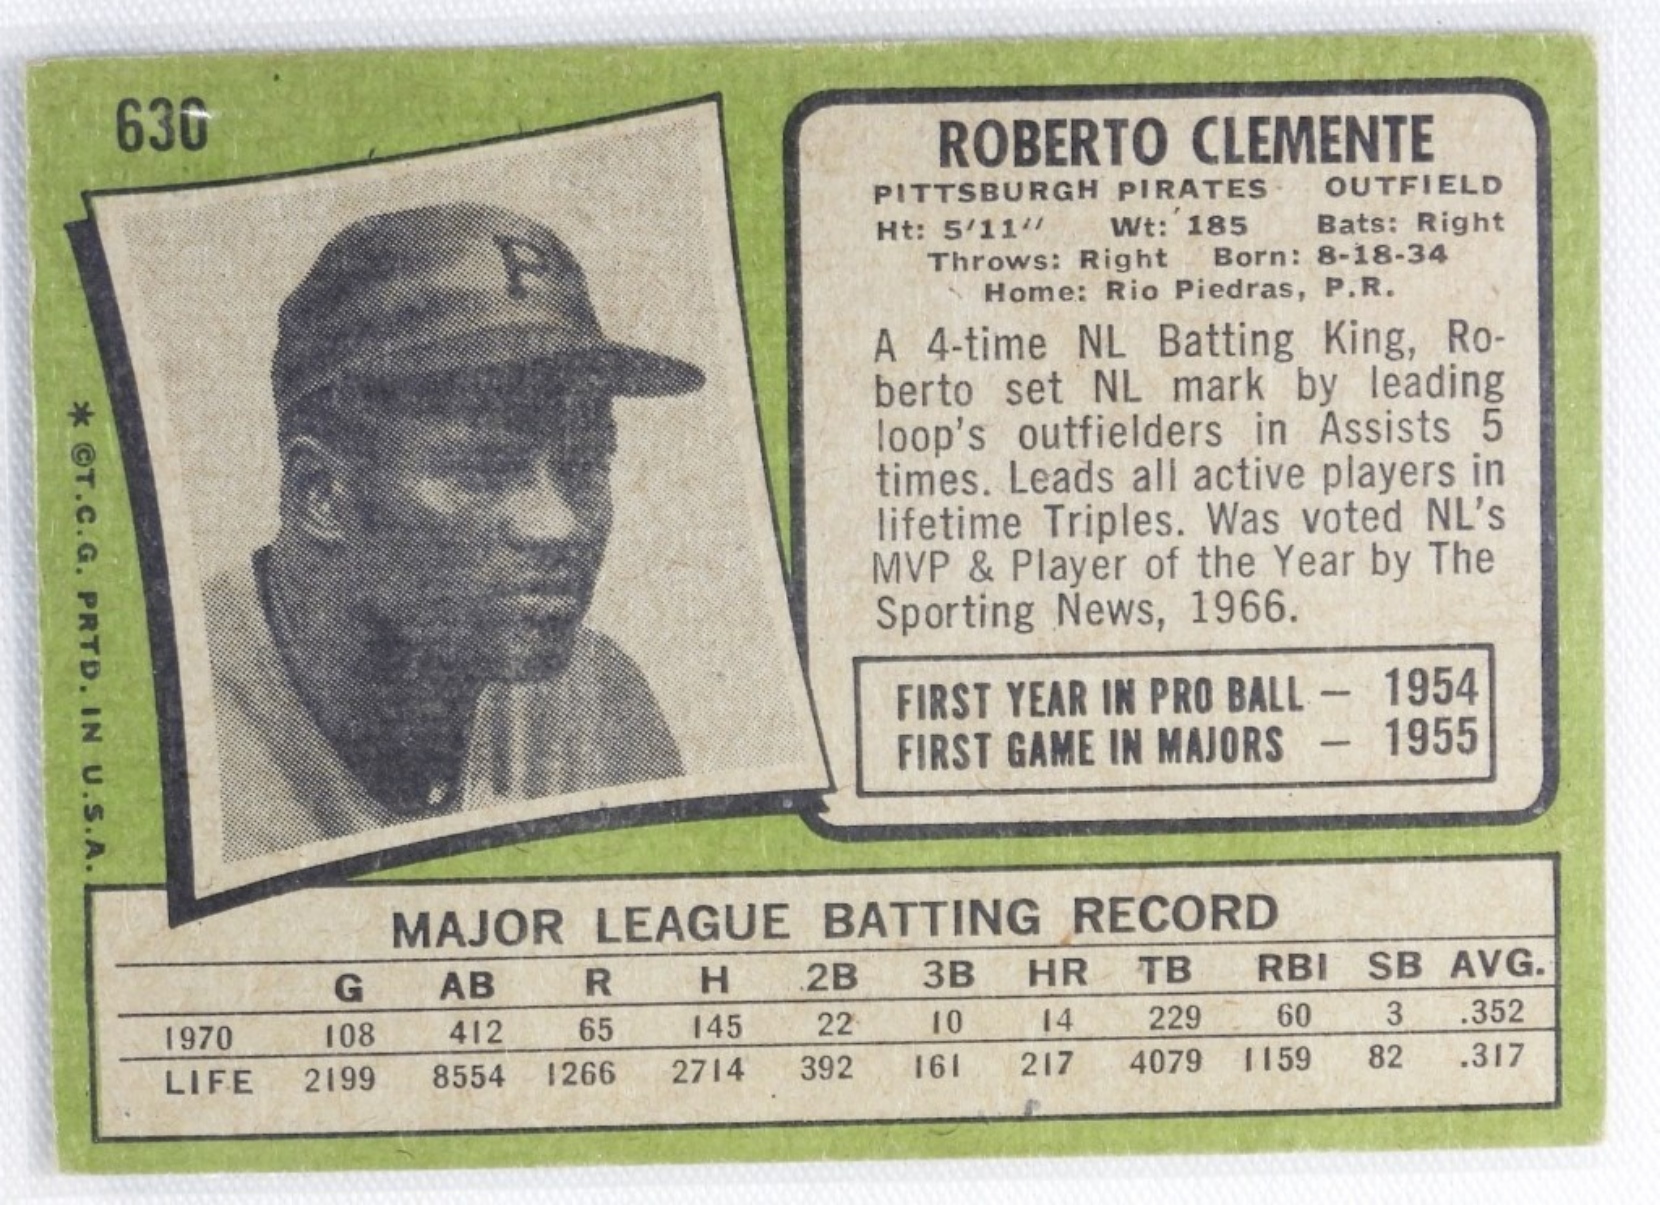 630
ROBERTO CLEMENTE
PITTSBURGH PIRATES OUTFIELD
Ht: 5'11" Wt: 185 Bats: Right
Throws: Right Born: 8-18-34
Home: Rio Piedras, P.R.
A 4-time NL Batting King, Ro-
berto set NL mark by leading
loop's outfielders in Assists 5
times. Leads all active players in
lifetime Triples. Was voted NL's
MVP & Player of the Year by The
Sporting News, 1966.
FIRST YEAR IN PRO BALL — 1954
FIRST GAME IN MAJORS — 1955
P
* ©T.C.G. PRTD. IN U.S.A.
MAJOR LEAGUE BATTING RECORD
G AB R H 2B 3B HR TB RBI SB AVG.
1970 108 412 65 145 22 10 14 229 60 3 .352
LIFE 2199 8554 1266 2714 392 161 217 4079 1159 82 .317